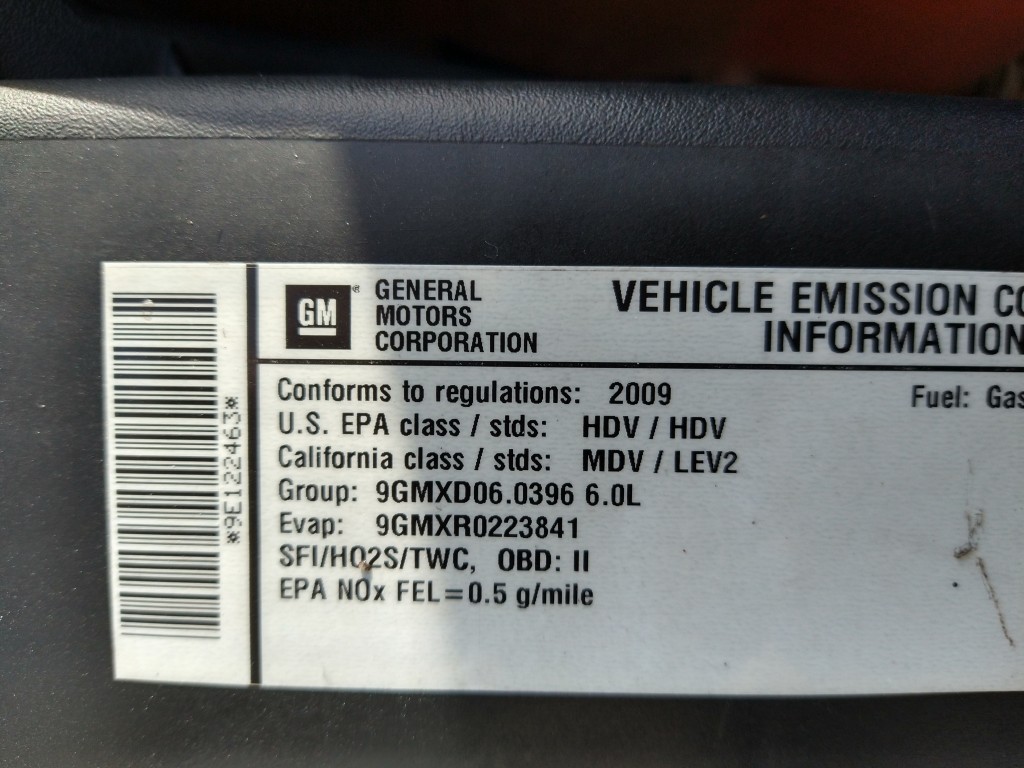 *9E122463*
GM®
GENERAL
MOTORS
CORPORATION
VEHICLE EMISSION
INFORMATION
Conforms to regulations: 2009
Fuel:
U.S. EPA class / stds: HDV / HDV
California class / stds: MDV / LEV2
Group: 9GMXD06.0396 6.0L
Evap: 9GMXR0223841
SFI/HO2S/TWC, OBD: II
EPA NOx FEL=0.5 g/mile